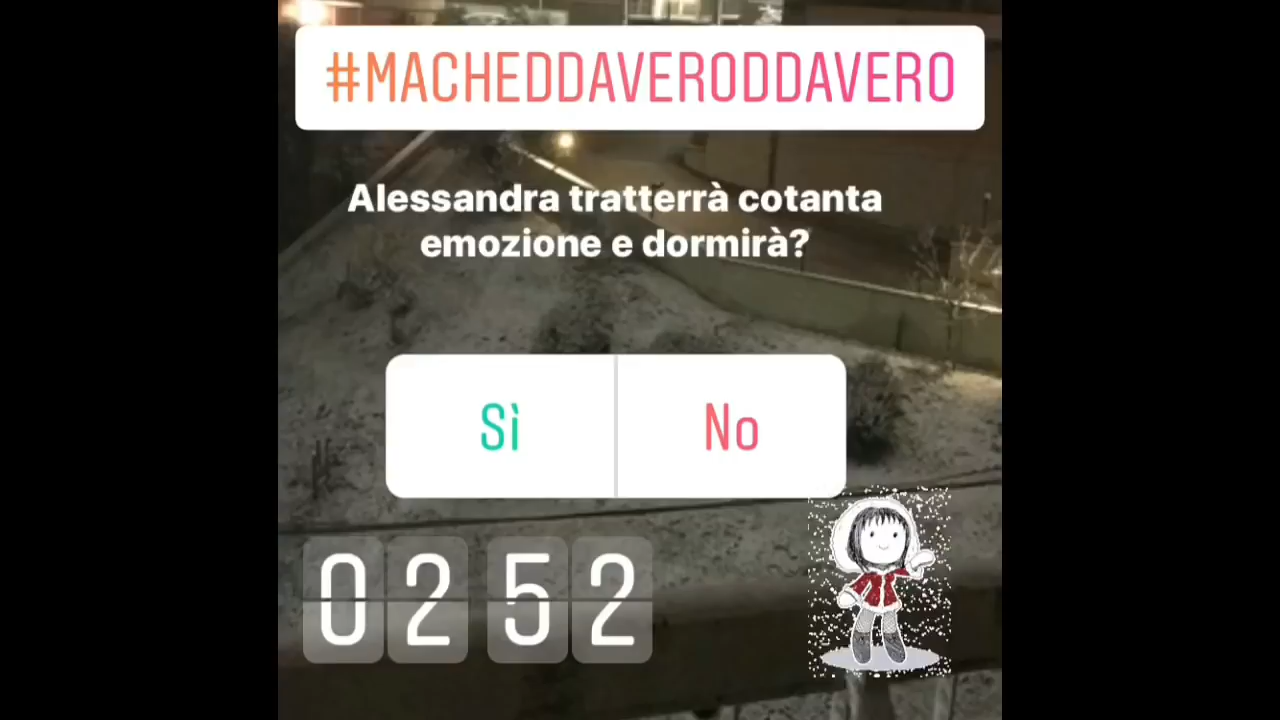 #MACHEDDAVERODDAVERO
Alessandra tratterrà cotanta
emozione e dormirà?
Sì No
02 52